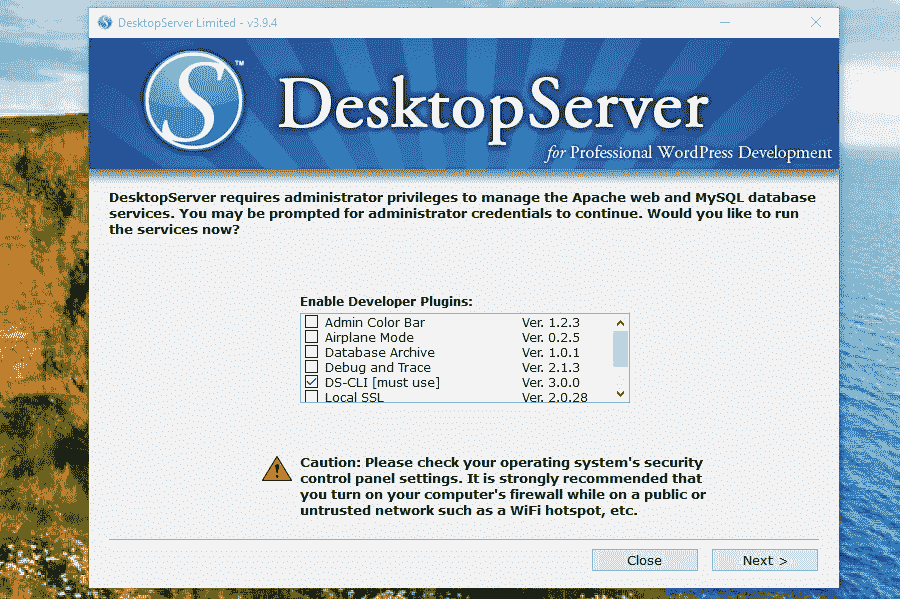 DesktopServer Limited - v3.9.4
S
™
DesktopServer
for Professional WordPress Development
DesktopServer requires administrator privileges to manage the Apache web and MySQL database
services. You may be prompted for administrator credentials to continue. Would you like to run
the services now?
Enable Developer Plugins:
Admin Color Bar Ver. 1.2.3
Airplane Mode Ver. 0.2.5
Database Archive Ver. 1.0.1
Debug and Trace Ver. 2.1.3
DS-CLI [must use] Ver. 3.0.0
Local SSL Ver. 2.0.28
Caution: Please check your operating system's security
control panel settings. It is strongly recommended that
you turn on your computer's firewall while on a public or
untrusted network such as a WiFi hotspot, etc.
Close Next >